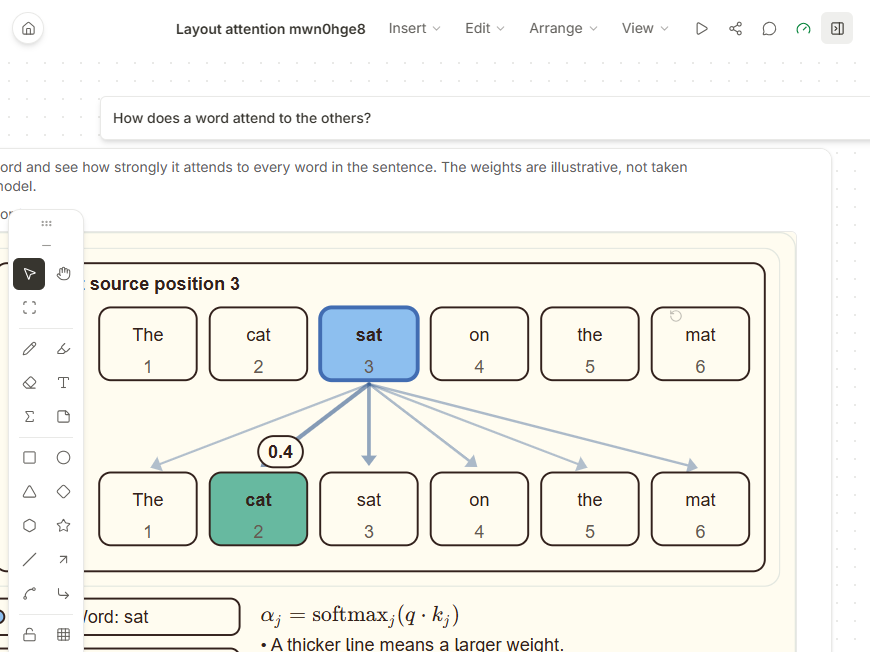 Layout attention mwn0hge8 Insert Edit Arrange View
How does a word attend to the others?
ord and see how strongly it attends to every word in the sentence. The weights are illustrative, not taken
model.
source position 3
The cat sat on the mat
1 2 3 4 5 6
0.4
The cat sat on the mat
1 2 3 4 5 6
Word: sat
αⱼ = softmaxⱼ(q · kⱼ)
• A thicker line means a larger weight.